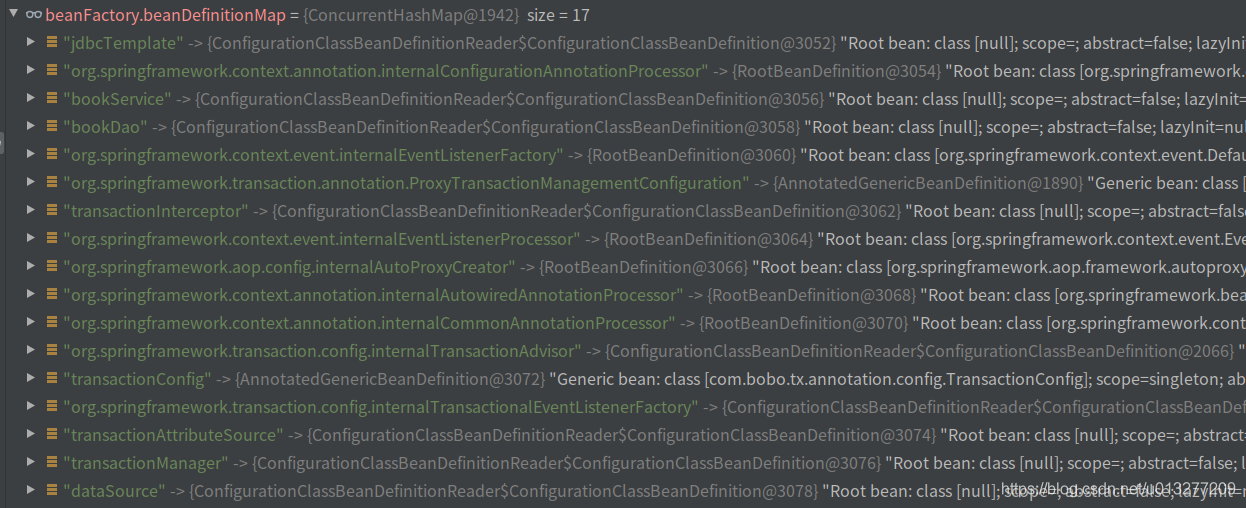 beanFactory.beanDefinitionMap = {ConcurrentHashMap@1942} size = 17
"jdbcTemplate" -> {ConfigurationClassBeanDefinitionReader$ConfigurationClassBeanDefinition@3052} "Root bean: class [null]; scope=; abstract=false; lazyIni
"org.springframework.context.annotation.internalConfigurationAnnotationProcessor" -> {RootBeanDefinition@3054} "Root bean: class [org.springframework.
"bookService" -> {ConfigurationClassBeanDefinitionReader$ConfigurationClassBeanDefinition@3056} "Root bean: class [null]; scope=; abstract=false; lazyInit=
"bookDao" -> {ConfigurationClassBeanDefinitionReader$ConfigurationClassBeanDefinition@3058} "Root bean: class [null]; scope=; abstract=false; lazyInit=nu
"org.springframework.context.event.internalEventListenerFactory" -> {RootBeanDefinition@3060} "Root bean: class [org.springframework.context.event.Defau
"org.springframework.transaction.annotation.ProxyTransactionManagementConfiguration" -> {AnnotatedGenericBeanDefinition@1890} "Generic bean: class [
"transactionInterceptor" -> {ConfigurationClassBeanDefinitionReader$ConfigurationClassBeanDefinition@3062} "Root bean: class [null]; scope=; abstract=fals
"org.springframework.context.event.internalEventListenerProcessor" -> {RootBeanDefinition@3064} "Root bean: class [org.springframework.context.event.Eve
"org.springframework.aop.config.internalAutoProxyCreator" -> {RootBeanDefinition@3066} "Root bean: class [org.springframework.aop.framework.autoproxy
"org.springframework.context.annotation.internalAutowiredAnnotationProcessor" -> {RootBeanDefinition@3068} "Root bean: class [org.springframework.bea
"org.springframework.context.annotation.internalCommonAnnotationProcessor" -> {RootBeanDefinition@3070} "Root bean: class [org.springframework.cont
"org.springframework.transaction.config.internalTransactionAdvisor" -> {ConfigurationClassBeanDefinitionReader$ConfigurationClassBeanDefinition@2066} "
"transactionConfig" -> {AnnotatedGenericBeanDefinition@3072} "Generic bean: class [com.bobo.tx.annotation.config.TransactionConfig]; scope=singleton; ab
"org.springframework.transaction.config.internalTransactionalEventListenerFactory" -> {ConfigurationClassBeanDefinitionReader$ConfigurationClassBeanDef
"transactionAttributeSource" -> {ConfigurationClassBeanDefinitionReader$ConfigurationClassBeanDefinition@3074} "Root bean: class [null]; scope=; abstract=
"transactionManager" -> {ConfigurationClassBeanDefinitionReader$ConfigurationClassBeanDefinition@3076} "Root bean: class [null]; scope=; abstract=false; l
"dataSource" -> {ConfigurationClassBeanDefinitionReader$ConfigurationClassBeanDefinition@3078} "Root bean: class [null]; scope=; abstract=false; lazyInit=n
https://blog.csdn.net/u013277209